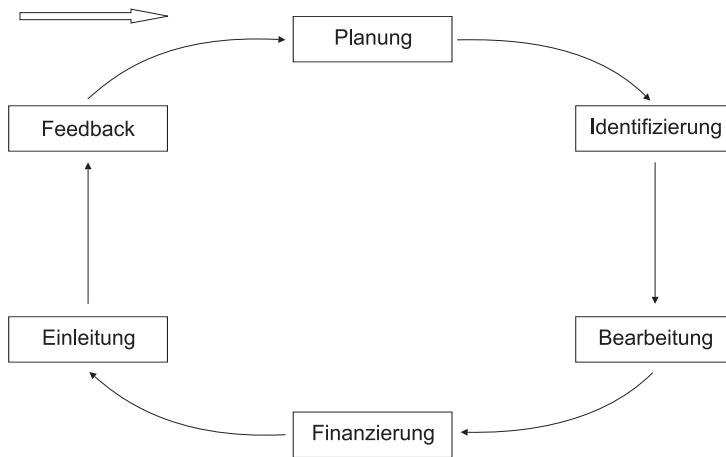 Planung
Feedback
Identifizierung
Einleitung
Bearbeitung
Finanzierung